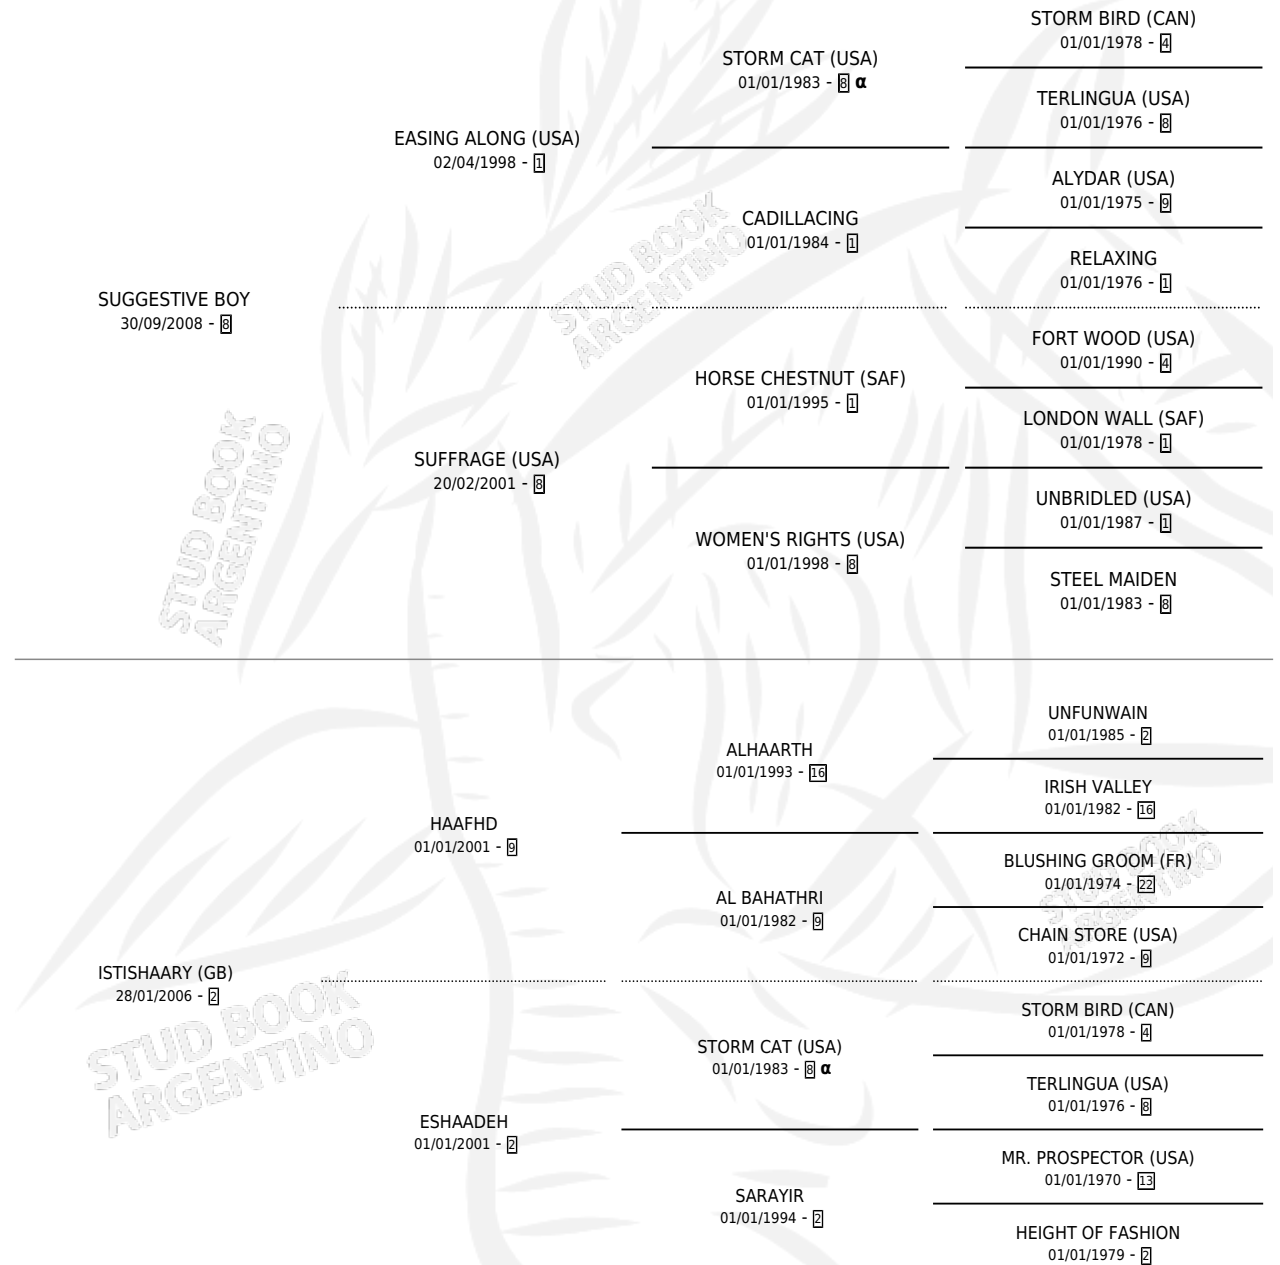 STORM BIRD (CAN)
01/01/1978 - 4
STORM CAT (USA)
01/01/1983 - 8 α
TERLINGUA (USA)
01/01/1976 - 8
EASING ALONG (USA)
02/04/1998 - 1
ALYDAR (USA)
01/01/1975 - 9
CADILLACING
01/01/1984 - 1
RELAXING
01/01/1976 - 1
SUGGESTIVE BOY
30/09/2008 - 8
FORT WOOD (USA)
01/01/1990 - 4
HORSE CHESTNUT (SAF)
01/01/1995 - 1
LONDON WALL (SAF)
01/01/1978 - 1
SUFFRAGE (USA)
20/02/2001 - 8
UNBRIDLED (USA)
01/01/1987 - 1
WOMEN'S RIGHTS (USA)
01/01/1998 - 8
STEEL MAIDEN
01/01/1983 - 8
UNFUNWAIN
01/01/1985 - 2
ALHAARTH
01/01/1993 - 16
IRISH VALLEY
01/01/1982 - 16
HAAFHD
01/01/2001 - 9
BLUSHING GROOM (FR)
01/01/1974 - 22
AL BAHATHRI
01/01/1982 - 9
CHAIN STORE (USA)
01/01/1972 - 9
ISTISHAARY (GB)
28/01/2006 - 2
STORM BIRD (CAN)
01/01/1978 - 4
STORM CAT (USA)
01/01/1983 - 8 α
TERLINGUA (USA)
01/01/1976 - 8
ESHAADEH
01/01/2001 - 2
MR. PROSPECTOR (USA)
01/01/1970 - 13
SARAYIR
01/01/1994 - 2
HEIGHT OF FASHION
01/01/1979 - 2
STUD BOOK
ARGENTINO
STUD BOOK
ARGENTINO
STUD BOOK
ARGENTINO
STUD BOOK
ARGENTINO